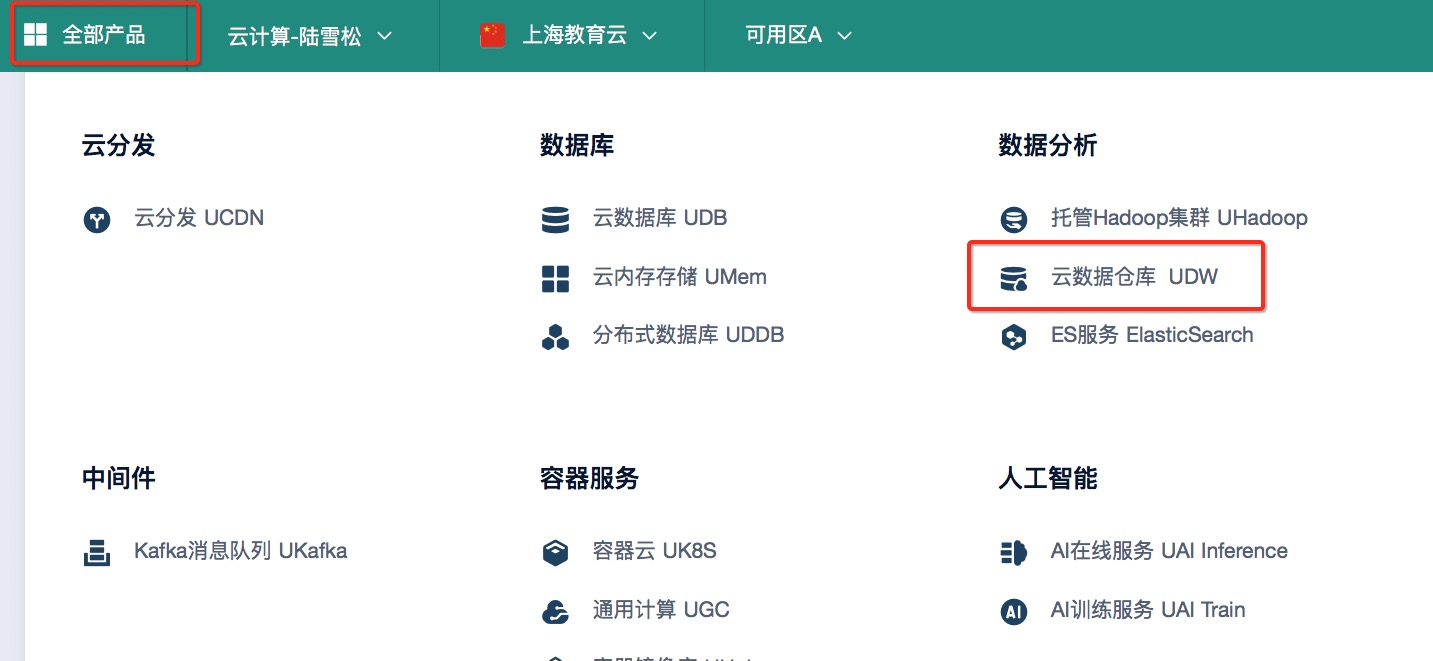 全部产品 云计算-陆雪松 上海教育云 可用区A
云分发 数据库 数据分析
云分发 UCDN 云数据库 UDB 托管Hadoop集群 UHadoop
云内存存储 UMem 云数据仓库 UDW
分布式数据库 UDDB ES服务 ElasticSearch
中间件 容器服务 人工智能
Kafka消息队列 UKafka 容器云 UK8S AI在线服务 UAI Inference
通用计算 UGC AI训练服务 UAI Train